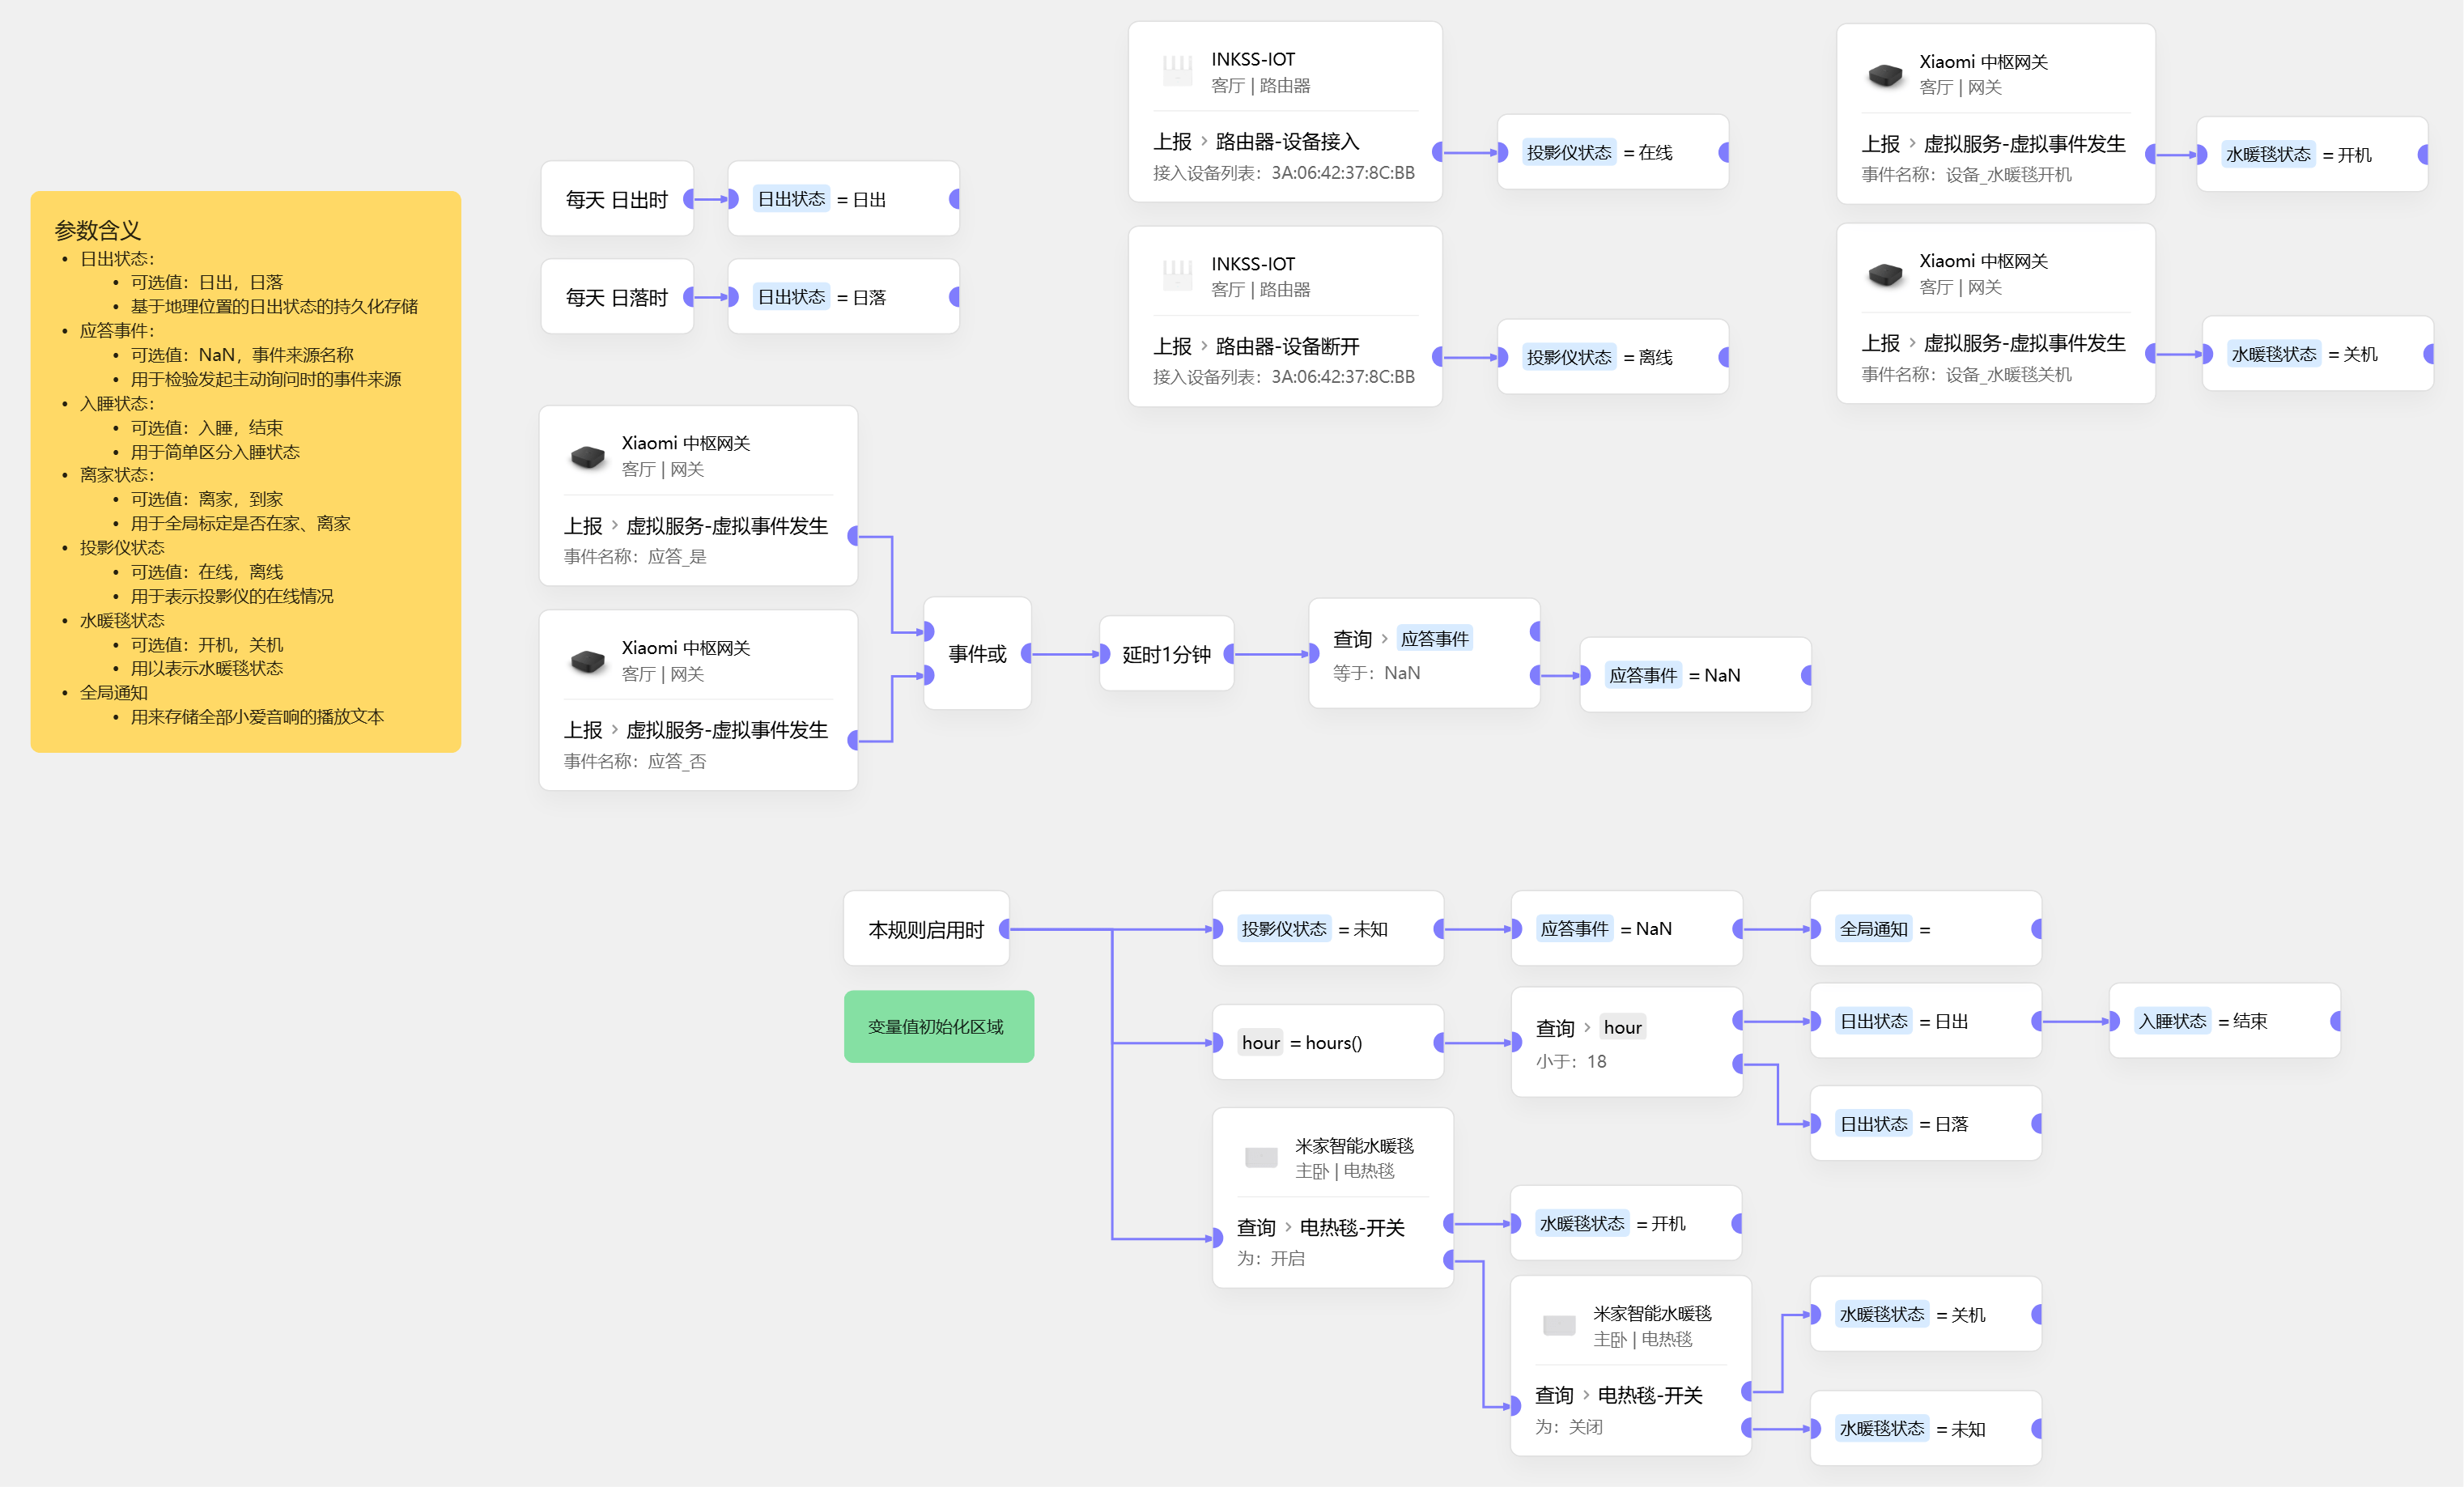 参数含义
• 日出状态：
• 可选值：日出，日落
• 基于地理位置的日出状态的持久化存储
• 应答事件：
• 可选值：NaN，事件来源名称
• 用于检验发起主动询问时的事件来源
• 入睡状态：
• 可选值：入睡，结束
• 用于简单区分入睡状态
• 离家状态：
• 可选值：离家，到家
• 用于全局标定是否在家、离家
• 投影仪状态
• 可选值：在线，离线
• 用于表示投影仪的在线情况
• 水暖毯状态
• 可选值：开机，关机
• 用以表示水暖毯状态
• 全局通知
• 用来存储全部小爱音响的播放文本
每天 日出时
日出状态 = 日出
每天 日落时
日出状态 = 日落
INKSS-IOT
客厅 | 路由器
上报 › 路由器-设备接入
接入设备列表：3A:06:42:37:8C:BB
投影仪状态 = 在线
INKSS-IOT
客厅 | 路由器
上报 › 路由器-设备断开
接入设备列表：3A:06:42:37:8C:BB
投影仪状态 = 离线
Xiaomi 中枢网关
客厅 | 网关
上报 › 虚拟服务-虚拟事件发生
事件名称：设备_水暖毯开机
水暖毯状态 = 开机
Xiaomi 中枢网关
客厅 | 网关
上报 › 虚拟服务-虚拟事件发生
事件名称：设备_水暖毯关机
水暖毯状态 = 关机
Xiaomi 中枢网关
客厅 | 网关
上报 › 虚拟服务-虚拟事件发生
事件名称：应答_是
Xiaomi 中枢网关
客厅 | 网关
上报 › 虚拟服务-虚拟事件发生
事件名称：应答_否
事件或
延时1分钟
查询 › 应答事件
等于：NaN
应答事件 = NaN
本规则启用时
变量值初始化区域
投影仪状态 = 未知
应答事件 = NaN
全局通知 =
hour = hours()
查询 › hour
小于：18
日出状态 = 日出
入睡状态 = 结束
日出状态 = 日落
米家智能水暖毯
主卧 | 电热毯
查询 › 电热毯-开关
为：开启
水暖毯状态 = 开机
米家智能水暖毯
主卧 | 电热毯
查询 › 电热毯-开关
为：关闭
水暖毯状态 = 关机
水暖毯状态 = 未知